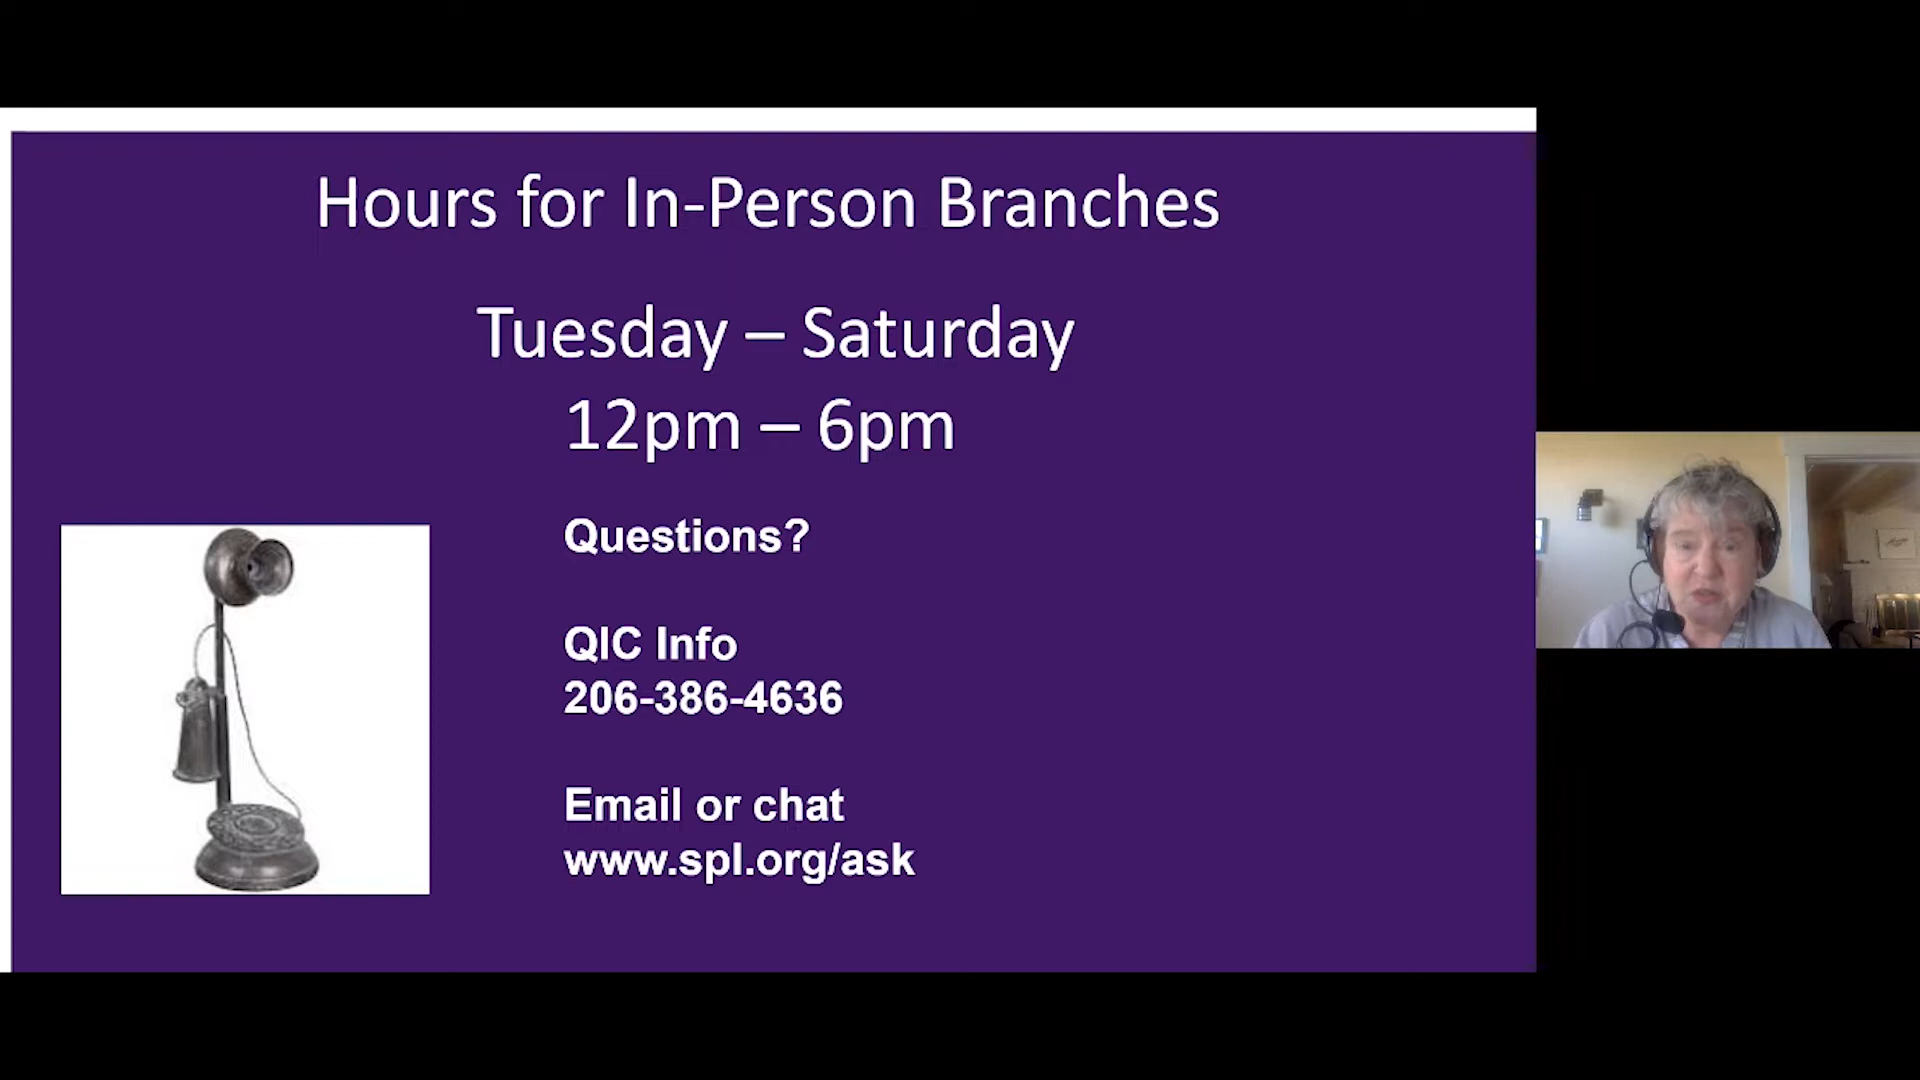 Hours for In-Person Branches
Tuesday – Saturday
12pm – 6pm
Questions?
QIC Info
206-386-4636
Email or chat
www.spl.org/ask